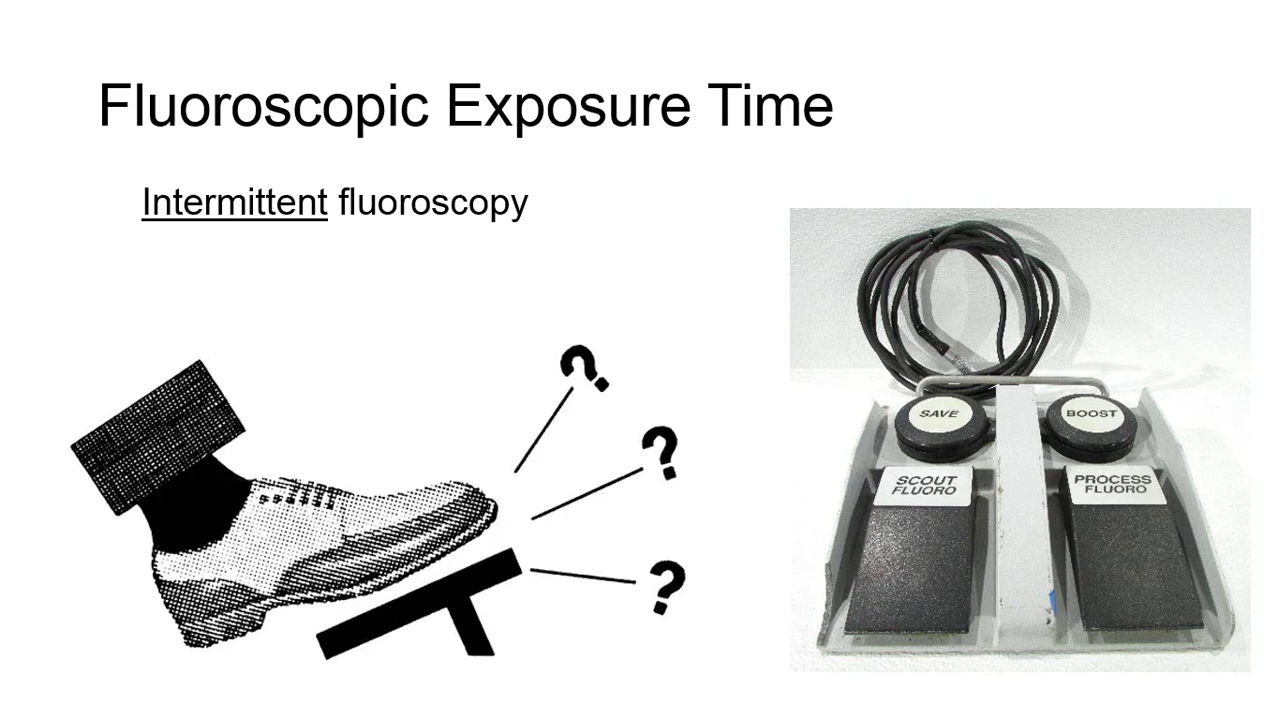 Fluoroscopic Exposure Time
Intermittent fluoroscopy
?
?
?
SAVE
BOOST
SCOUT
FLUORO
PROCESS
FLUORO